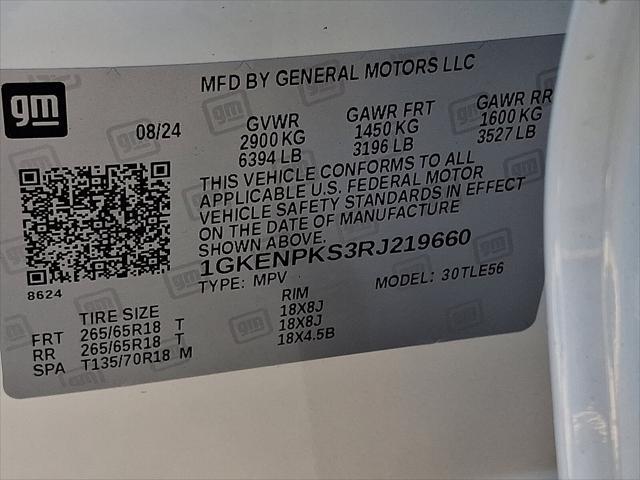 gm
MFD BY GENERAL MOTORS LLC
08/24 GVWR GAWR FRT GAWR RR
2900 KG 1450 KG 1600 KG
6394 LB 3196 LB 3527 LB
THIS VEHICLE CONFORMS TO ALL
APPLICABLE U.S. FEDERAL MOTOR
VEHICLE SAFETY STANDARDS IN EFFECT
ON THE DATE OF MANUFACTURE
SHOWN ABOVE.
1GKENPKS3RJ219660
8624 TYPE: MPV MODEL: 30TLE56
TIRE SIZE RIM
FRT 265/65R18 T 18X8J
RR 265/65R18 T 18X8J
SPA T135/70R18 M 18X4.5B